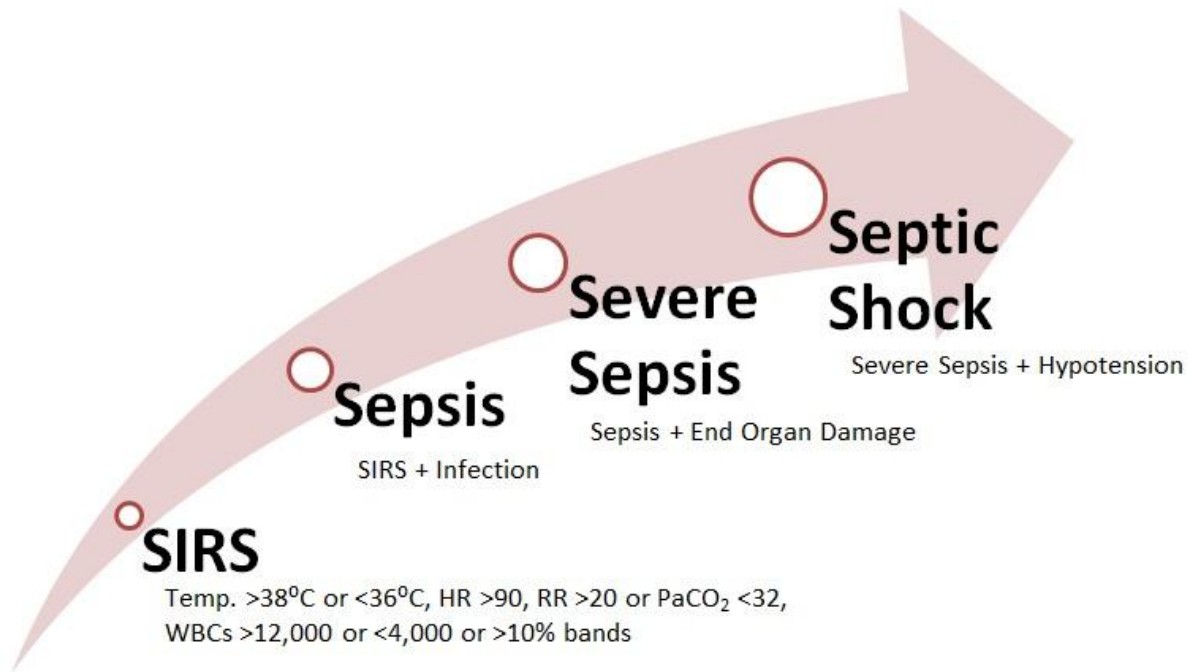 SIRS
Temp. >38⁰C or <36⁰C, HR >90, RR >20 or PaCO₂ <32,
WBCs >12,000 or <4,000 or >10% bands
Sepsis
SIRS + Infection
Severe
Sepsis
Sepsis + End Organ Damage
Septic
Shock
Severe Sepsis + Hypotension